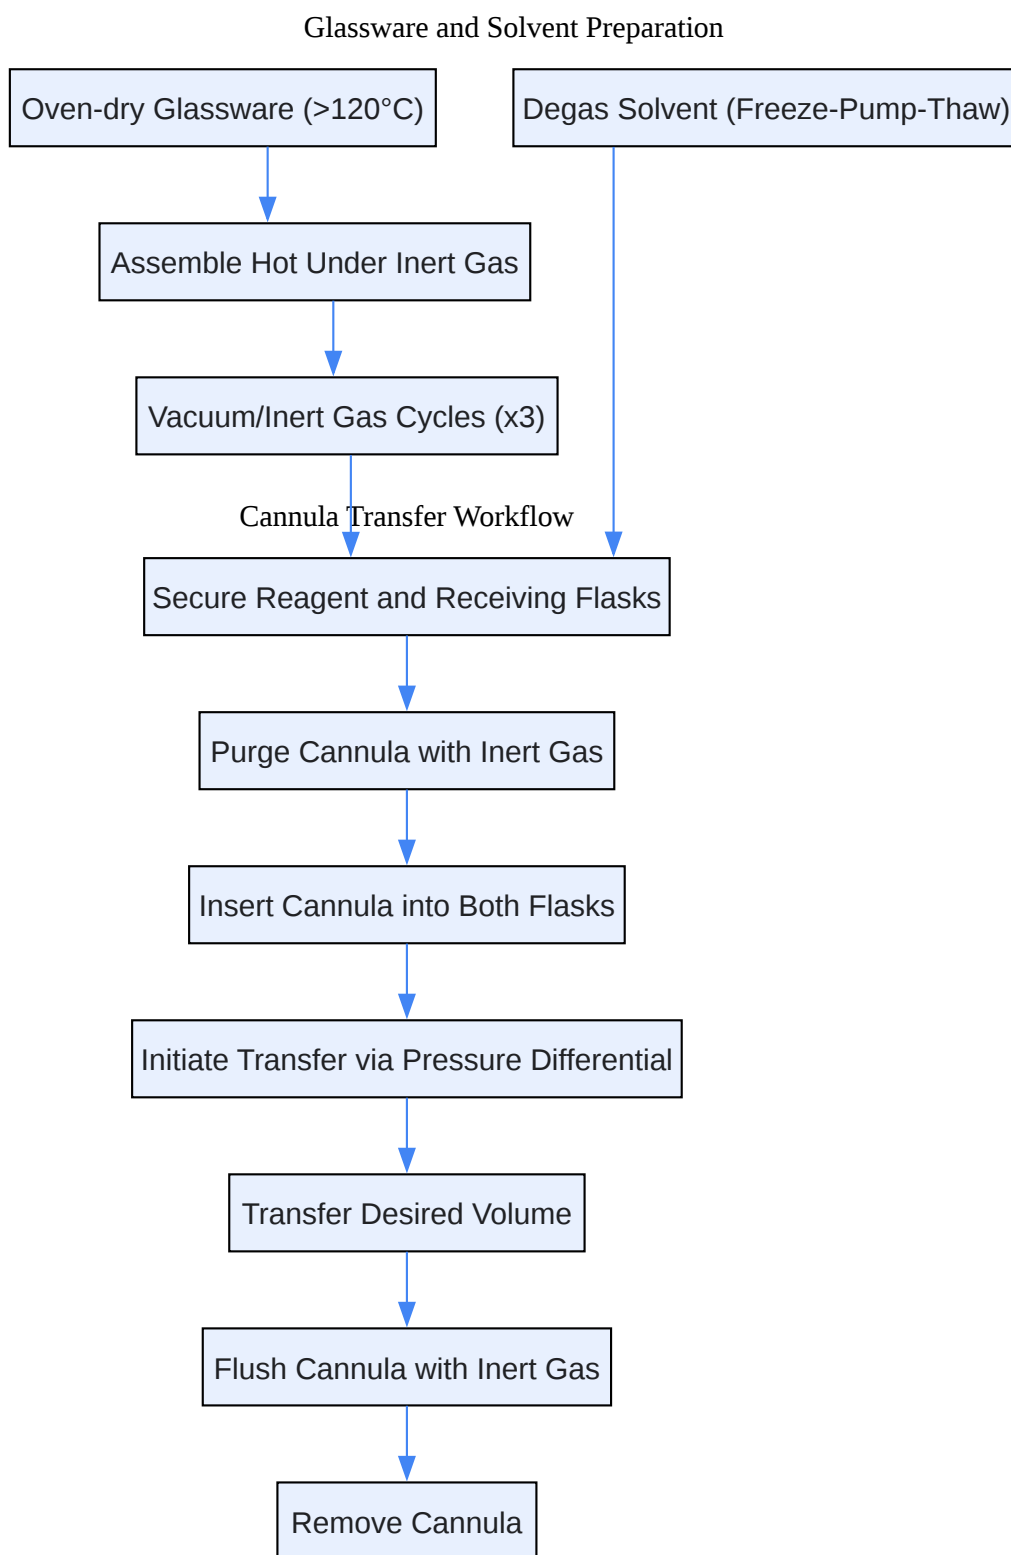 Glassware and Solvent Preparation
Oven-dry Glassware (>120°C)
Degas Solvent (Freeze-Pump-Thaw)
Assemble Hot Under Inert Gas
Vacuum/Inert Gas Cycles (x3)
Cannula Transfer Workflow
Secure Reagent and Receiving Flasks
Purge Cannula with Inert Gas
Insert Cannula into Both Flasks
Initiate Transfer via Pressure Differential
Transfer Desired Volume
Flush Cannula with Inert Gas
Remove Cannula